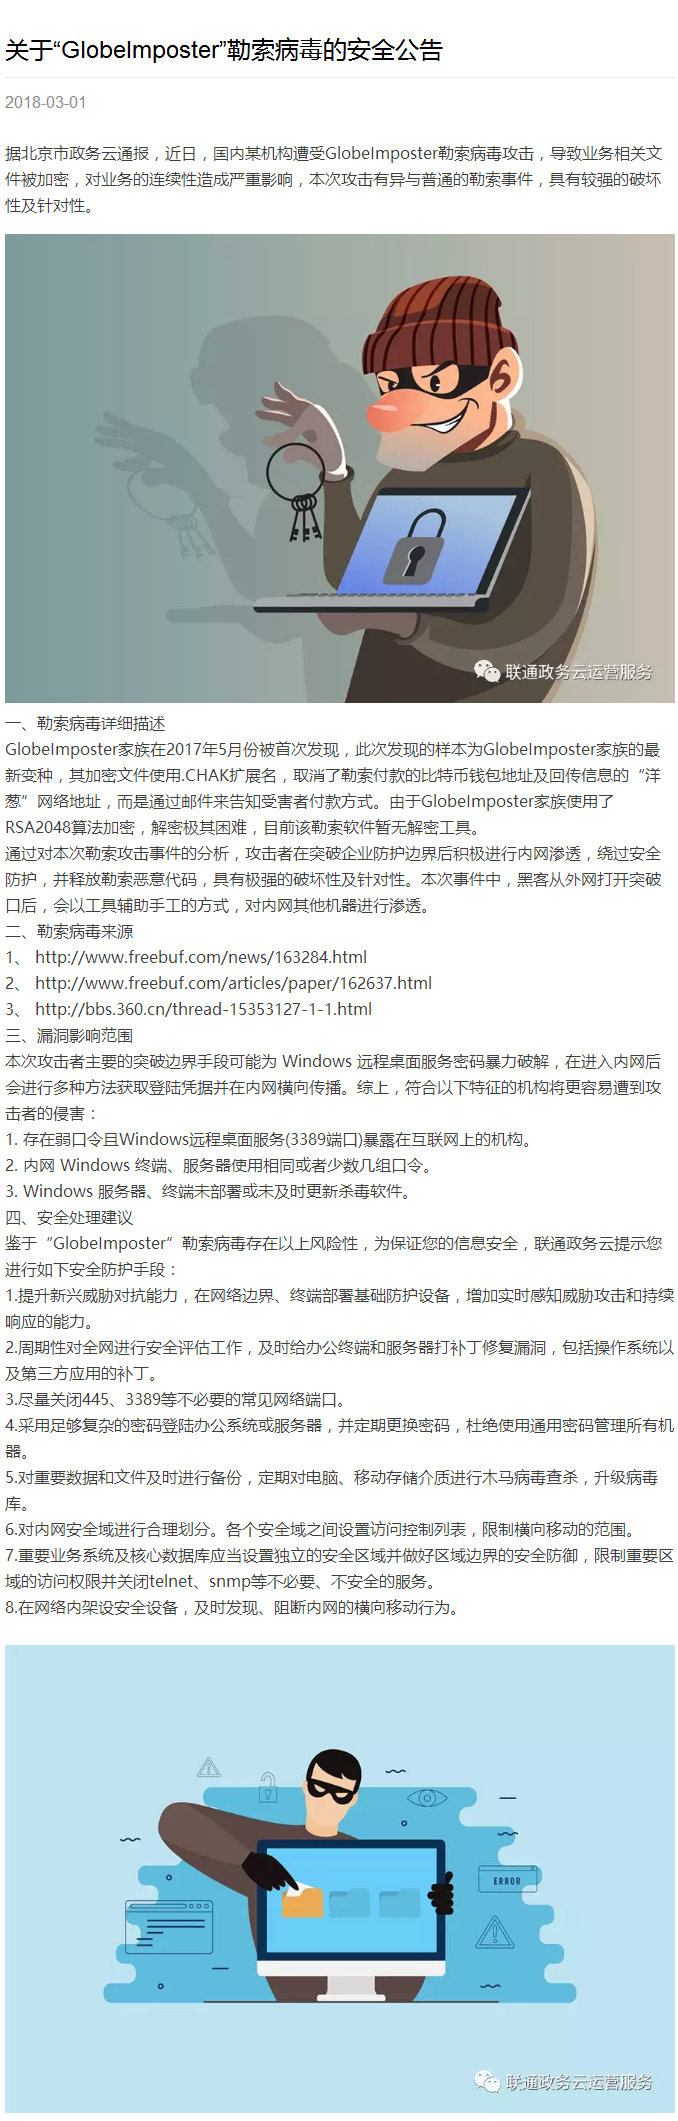 关于“GlobeImposter”勒索病毒的安全公告
2018-03-01
据北京市政务云通报，近日，国内某机构遭受GlobeImposter勒索病毒攻击，导致业务相关文
件被加密，对业务的连续性造成严重影响，本次攻击有异与普通的勒索事件，具有较强的破坏
性及针对性。
联通政务云运营服务
一、勒索病毒详细描述
GlobeImposter家族在2017年5月份被首次发现，此次发现的样本为GlobeImposter家族的最
新变种，其加密文件使用.CHAK扩展名，取消了勒索付款的比特币钱包地址及回传信息的“洋
葱”网络地址，而是通过邮件来告知受害者付款方式。由于GlobeImposter家族使用了
RSA2048算法加密，解密极其困难，目前该勒索软件暂无解密工具。
通过对本次勒索攻击事件的分析，攻击者在突破企业防护边界后积极进行内网渗透，绕过安全
防护，并释放勒索恶意代码，具有极强的破坏性及针对性。本次事件中，黑客从外网打开突破
口后，会以工具辅助手工的方式，对内网其他机器进行渗透。
二、勒索病毒来源
1、 http://www.freebuf.com/news/163284.html
2、 http://www.freebuf.com/articles/paper/162637.html
3、 http://bbs.360.cn/thread-15353127-1-1.html
三、漏洞影响范围
本次攻击者主要的突破边界手段可能为 Windows 远程桌面服务密码暴力破解，在进入内网后
会进行多种方法获取登陆凭据并在内网横向传播。综上，符合以下特征的机构将更容易遭到攻
击者的侵害：
1. 存在弱口令且Windows远程桌面服务(3389端口)暴露在互联网上的机构。
2. 内网 Windows 终端、服务器使用相同或者少数几组口令。
3. Windows 服务器、终端未部署或未及时更新杀毒软件。
四、安全处理建议
鉴于“GlobeImposter”勒索病毒存在以上风险性，为保证您的信息安全，联通政务云提示您
进行如下安全防护手段：
1.提升新兴威胁对抗能力，在网络边界、终端部署基础防护设备，增加实时感知威胁攻击和持续
响应的能力。
2.周期性对全网进行安全评估工作，及时给办公终端和服务器打补丁修复漏洞，包括操作系统以
及第三方应用的补丁。
3.尽量关闭445、3389等不必要的常见网络端口。
4.采用足够复杂的密码登陆办公系统或服务器，并定期更换密码，杜绝使用通用密码管理所有机
器。
5.对重要数据和文件及时进行备份，定期对电脑、移动存储介质进行木马病毒查杀，升级病毒
库。
6.对内网安全域进行合理划分。各个安全域之间设置访问控制列表，限制横向移动的范围。
7.重要业务系统及核心数据库应当设置独立的安全区域并做好区域边界的安全防御，限制重要区
域的访问权限并关闭telnet、snmp等不必要、不安全的服务。
8.在网络内架设安全设备，及时发现、阻断内网的横向移动行为。
ERROR
联通政务云运营服务